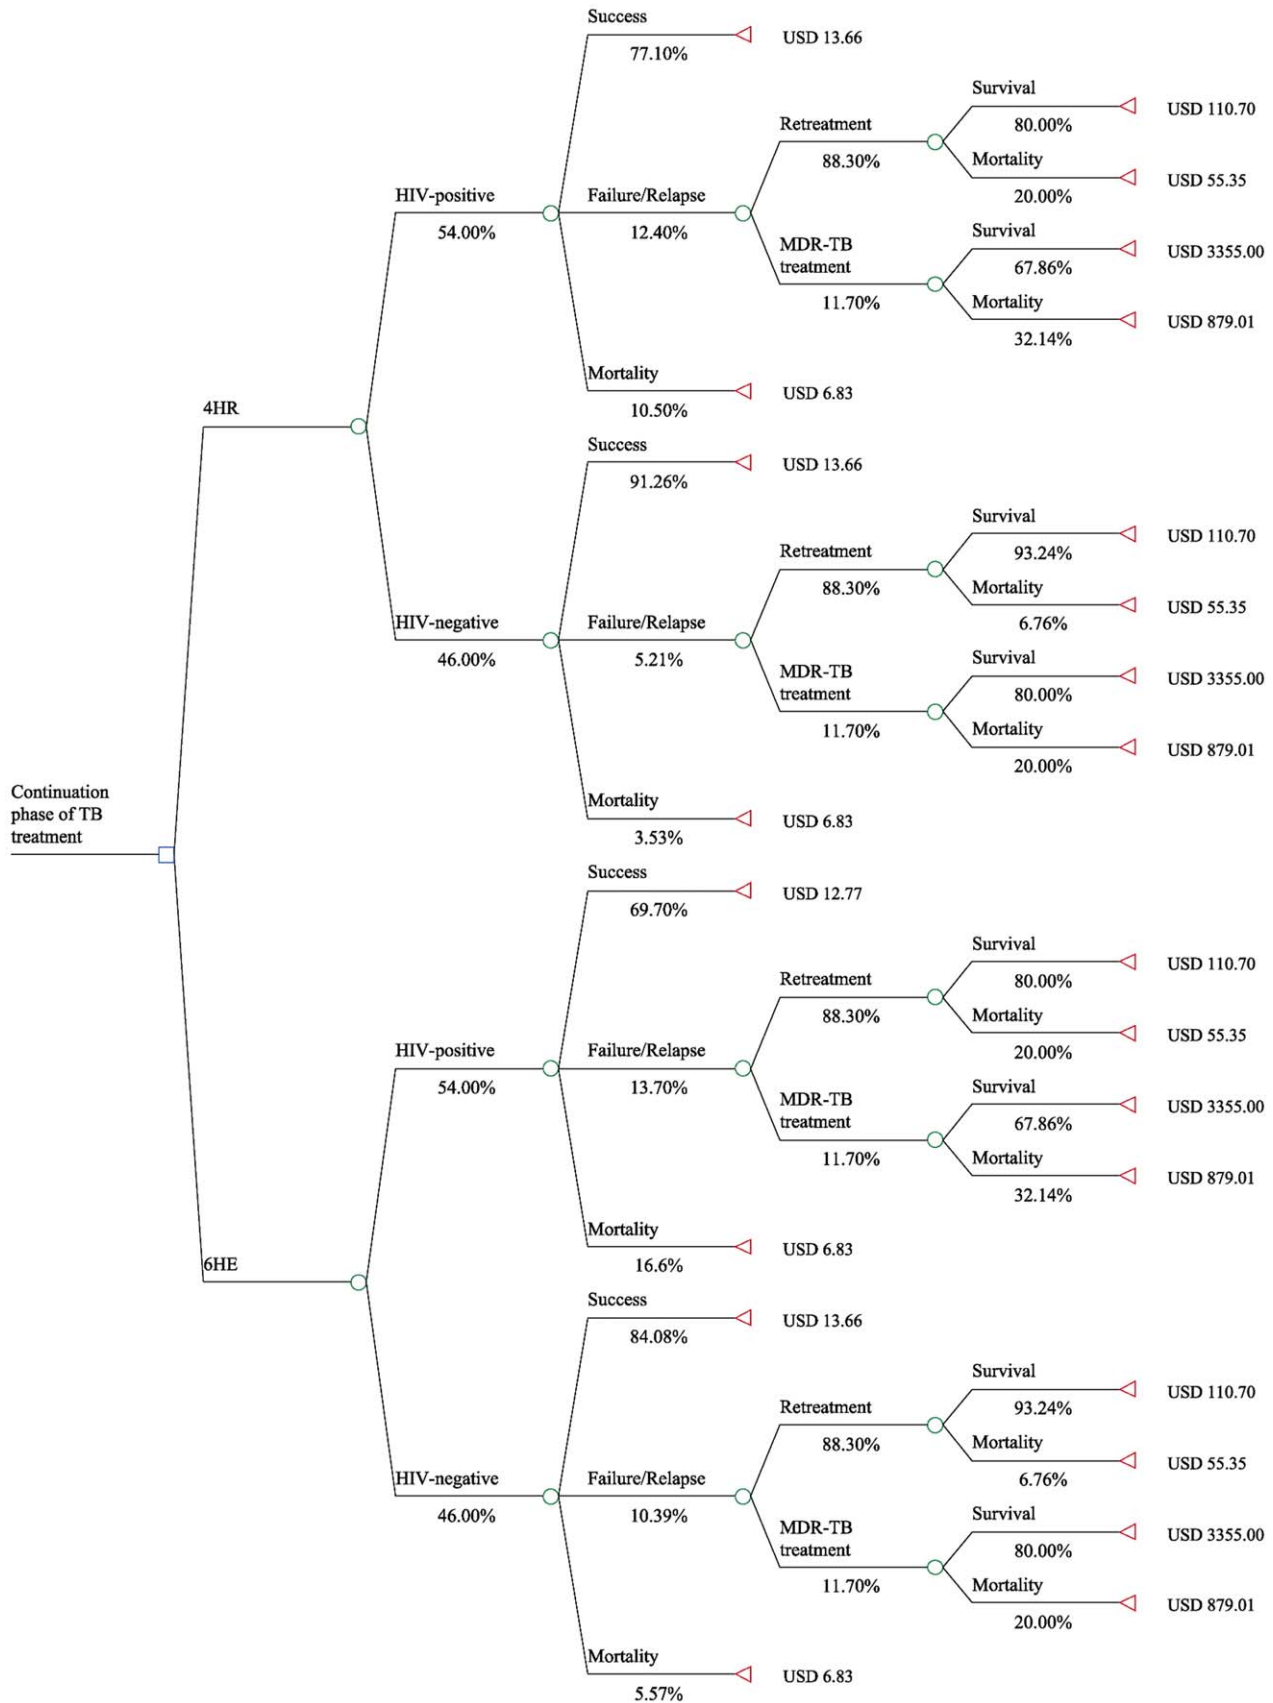 Success
77.10%
USD 13.66
Survival
80.00%
USD 110.70
Retreatment
88.30%
Mortality
20.00%
USD 55.35
HIV-positive
54.00%
Failure/Relapse
12.40%
Survival
67.86%
USD 3355.00
MDR-TB
treatment
11.70%
Mortality
32.14%
USD 879.01
Mortality
10.50%
USD 6.83
4HR
Success
91.26%
USD 13.66
Survival
93.24%
USD 110.70
Retreatment
88.30%
Mortality
6.76%
USD 55.35
HIV-negative
46.00%
Failure/Relapse
5.21%
Survival
80.00%
USD 3355.00
MDR-TB
treatment
11.70%
Mortality
20.00%
USD 879.01
Mortality
3.53%
USD 6.83
Continuation
phase of TB
treatment
Success
69.70%
USD 12.77
Survival
80.00%
USD 110.70
Retreatment
88.30%
Mortality
20.00%
USD 55.35
HIV-positive
54.00%
Failure/Relapse
13.70%
Survival
67.86%
USD 3355.00
MDR-TB
treatment
11.70%
Mortality
32.14%
USD 879.01
Mortality
16.6%
USD 6.83
6HE
Success
84.08%
USD 13.66
Survival
93.24%
USD 110.70
Retreatment
88.30%
Mortality
6.76%
USD 55.35
HIV-negative
46.00%
Failure/Relapse
10.39%
Survival
80.00%
USD 3355.00
MDR-TB
treatment
11.70%
Mortality
20.00%
USD 879.01
Mortality
5.57%
USD 6.83